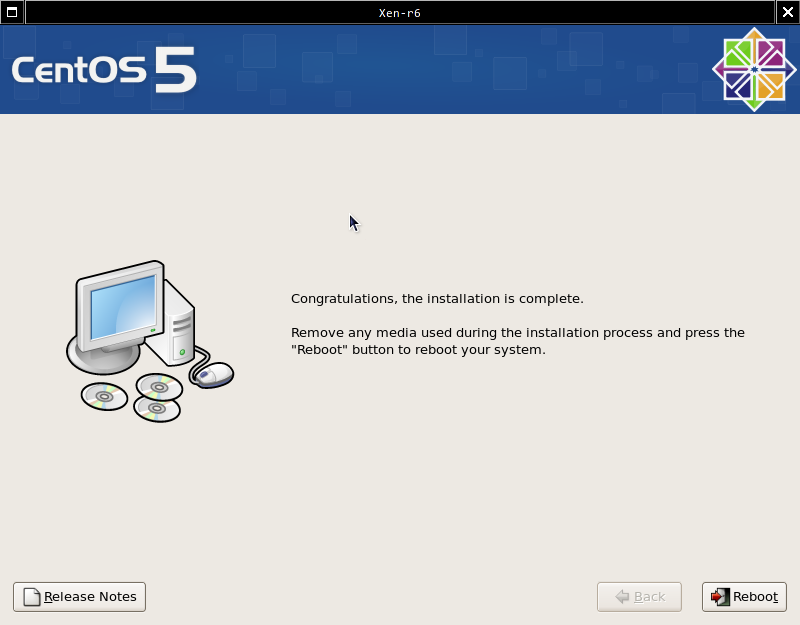 Xen-r6
CentOS 5
Congratulations, the installation is complete.
Remove any media used during the installation process and press the
"Reboot" button to reboot your system.
Release Notes
Back
Reboot